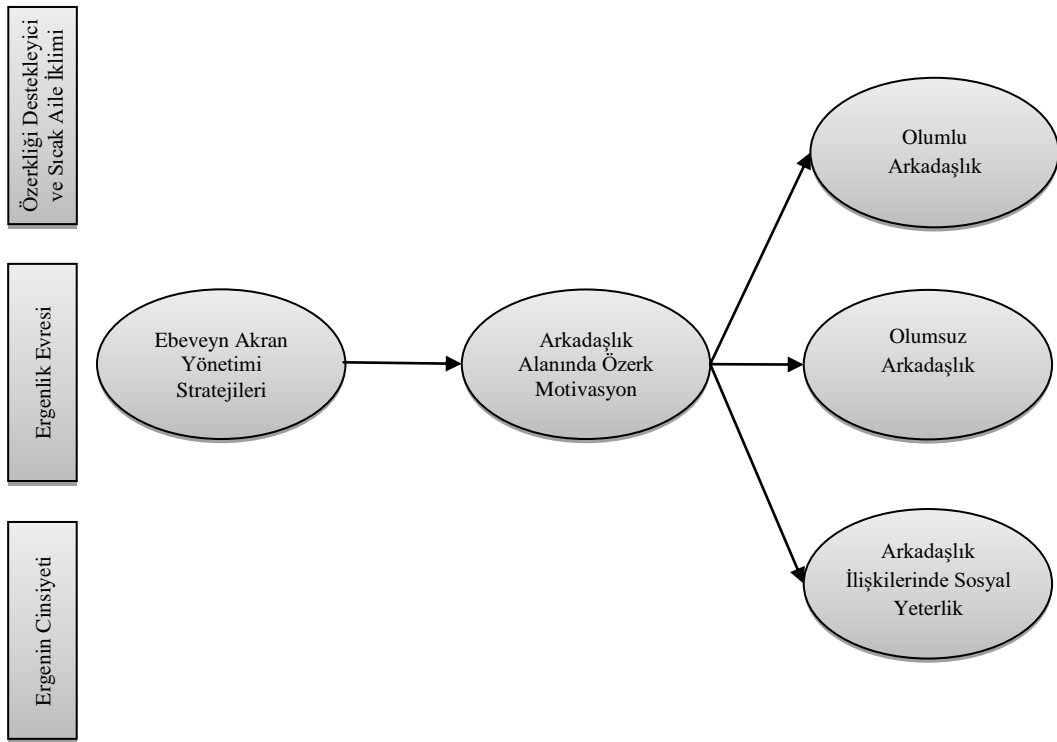 Özerkliği Destekleyici
ve Sıcak Aile İklimi
Ergenlik Evresi
Ergenin Cinsiyeti
Ebeveyn Akran
Yönetimi
Stratejileri
Arkadaşlık
Alanında Özerk
Motivasyon
Olumlu
Arkadaşlık
Olumsuz
Arkadaşlık
Arkadaşlık
İlişkilerinde Sosyal
Yeterlik